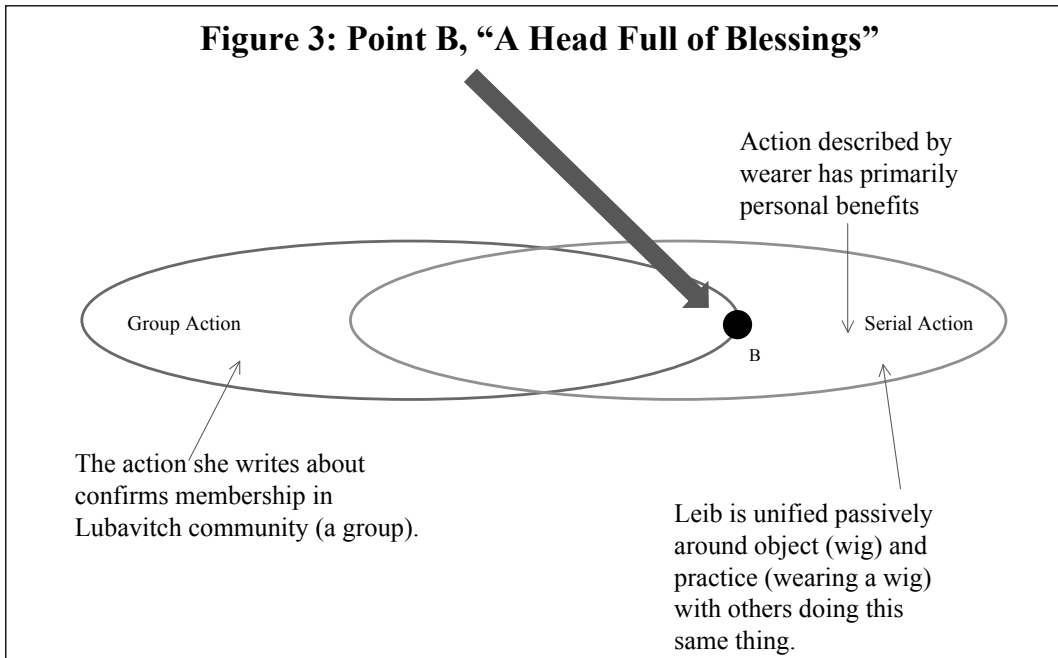 Figure 3: Point B, “A Head Full of Blessings”
Action described by
wearer has primarily
personal benefits
Group Action
Serial Action
B
The action she writes about
confirms membership in
Lubavitch community (a group).
Leib is unified passively
around object (wig) and
practice (wearing a wig)
with others doing this
same thing.